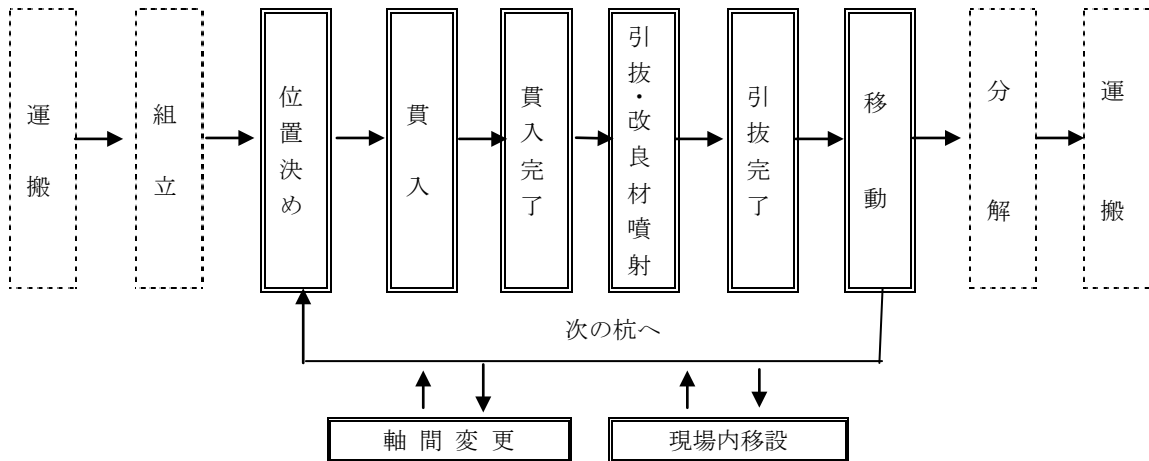 運搬
組立
位置決め
貫入
貫入完了
引抜・改良材噴射
引抜完了
移動
分解
運搬
次の杭へ
軸間変更
現場内移設